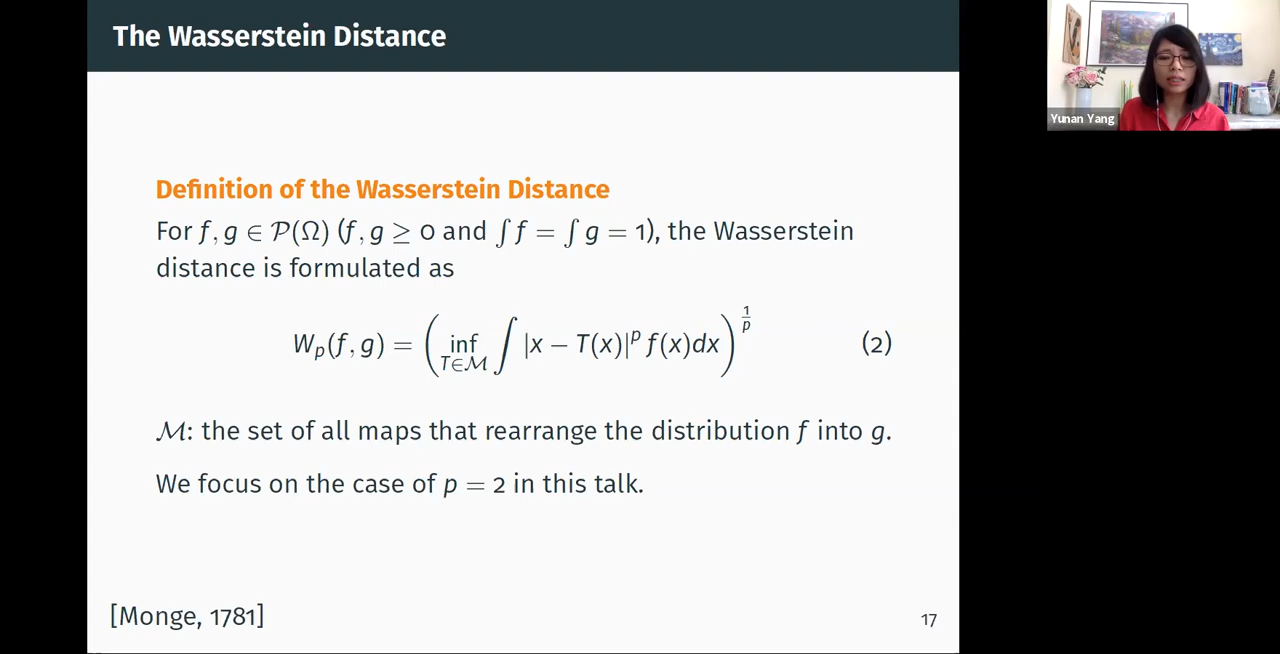 The Wasserstein Distance
Yunan Yang
Definition of the Wasserstein Distance
For f, g ∈ 𝒫(Ω) (f, g ≥ 0 and ∫ f = ∫ g = 1), the Wasserstein
distance is formulated as
W_p(f, g) = ( inf_{T∈ℳ} ∫ |x − T(x)|^p f(x)dx )^{1/p} (2)
ℳ: the set of all maps that rearrange the distribution f into g.
We focus on the case of p = 2 in this talk.
[Monge, 1781]
17